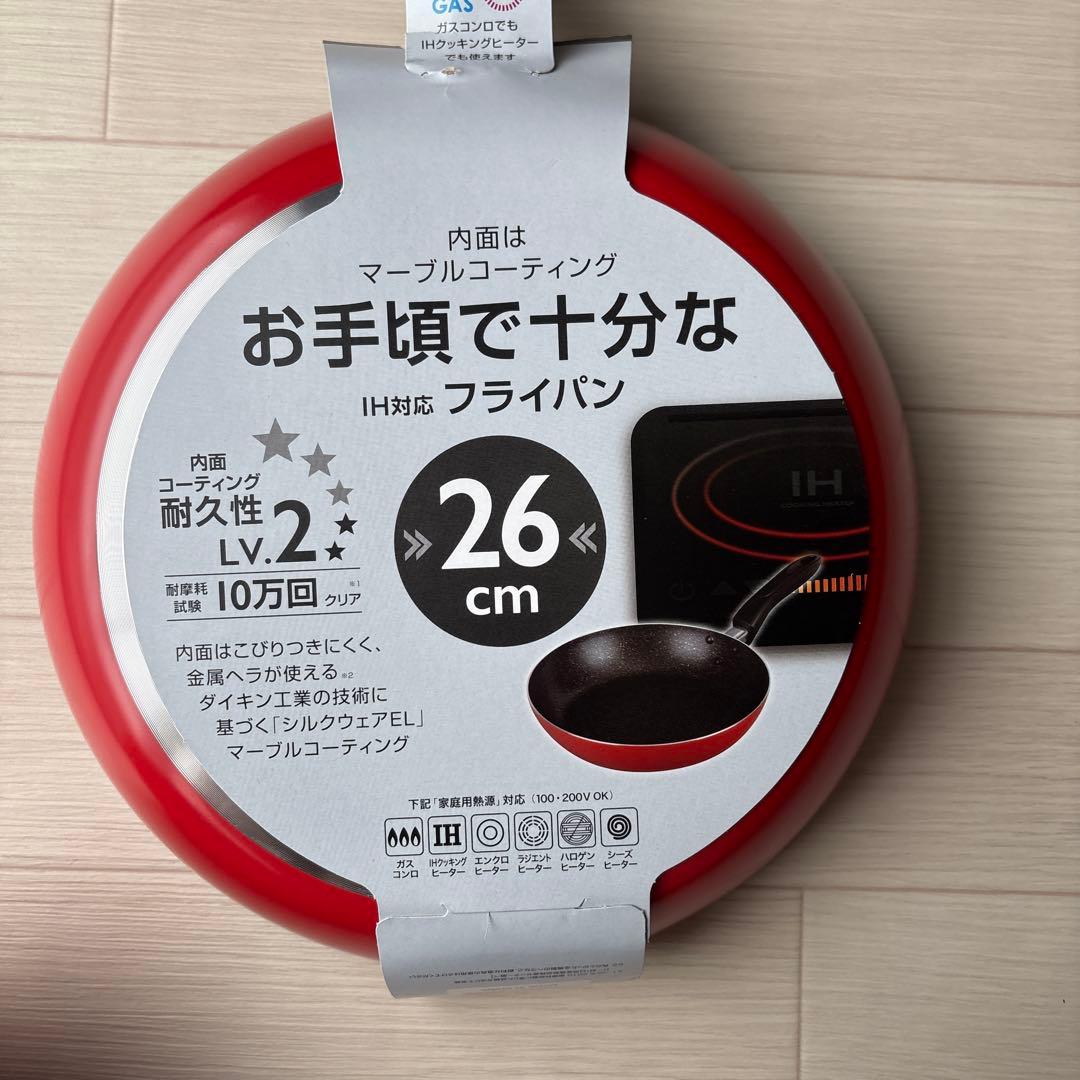 GAS
ガスコンロでも
IHクッキングヒーター
でも使えます
内面は
マーブルコーティング
お手頃で十分な
IH対応 フライパン
内面
コーティング
耐久性
LV.2
耐摩耗試験 10万回クリア ※1
26
cm
IH
COOKING HEATER
内面はこびりつきにくく、
金属ヘラが使える※2
ダイキン工業の技術に
基づく「シルクウェアEL」
マーブルコーティング
下記「家庭用熱源」対応(100・200V OK)
IH
ガスコンロ
IHクッキングヒーター
エンクロヒーター
ラジエントヒーター
ハロゲンヒーター
シーズヒーター